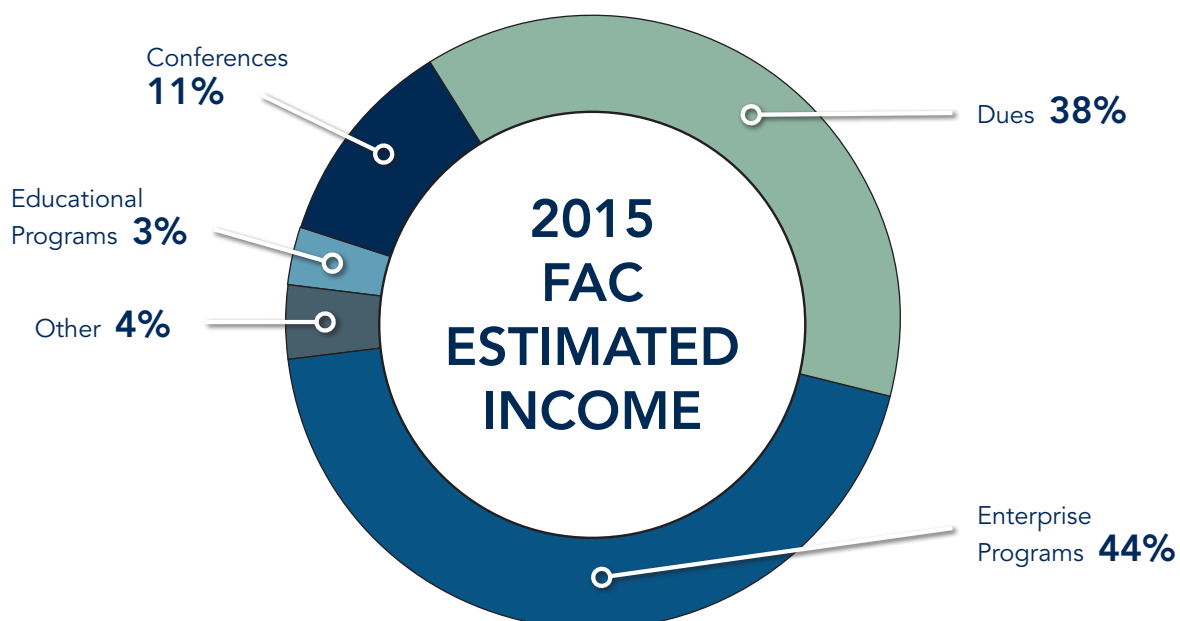 Conferences
11%
Dues 38%
Educational
Programs 3%
Other 4%
2015
FAC
ESTIMATED
INCOME
Enterprise
Programs 44%